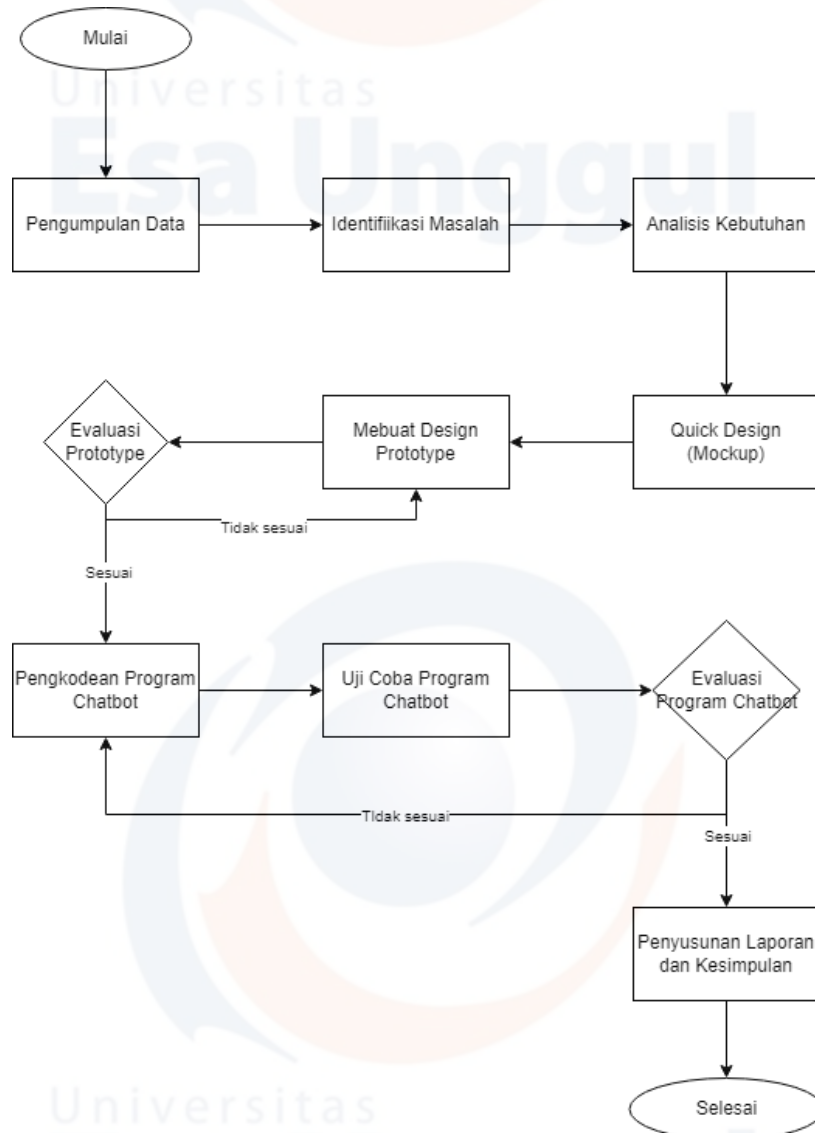 Mulai
Universitas
Esa Unggul
Pengumpulan Data
Identifiikasi Masalah
Analisis Kebutuhan
Evaluasi
Prototype
Mebuat Design
Prototype
Quick Design
(Mockup)
Tidak sesuai
Sesuai
Pengkodean Program
Chatbot
Uji Coba Program
Chatbot
Evaluasi
Program Chatbot
TIdak sesuai
Sesuai
Penyusunan Laporan
dan Kesimpulan
Selesai
Universitas